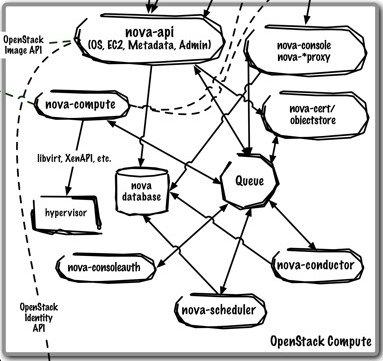 nova-api
(OS, EC2, Metadata, Admin)
OpenStack
Image API
nova-console
nova-*proxy
nova-compute
nova-cert/
objectstore
libvirt, XenAPI, etc.
nova
database
Queue
hypervisor
nova-consoleauth
nova-conductor
nova-scheduler
OpenStack
Identity
API
OpenStack Compute